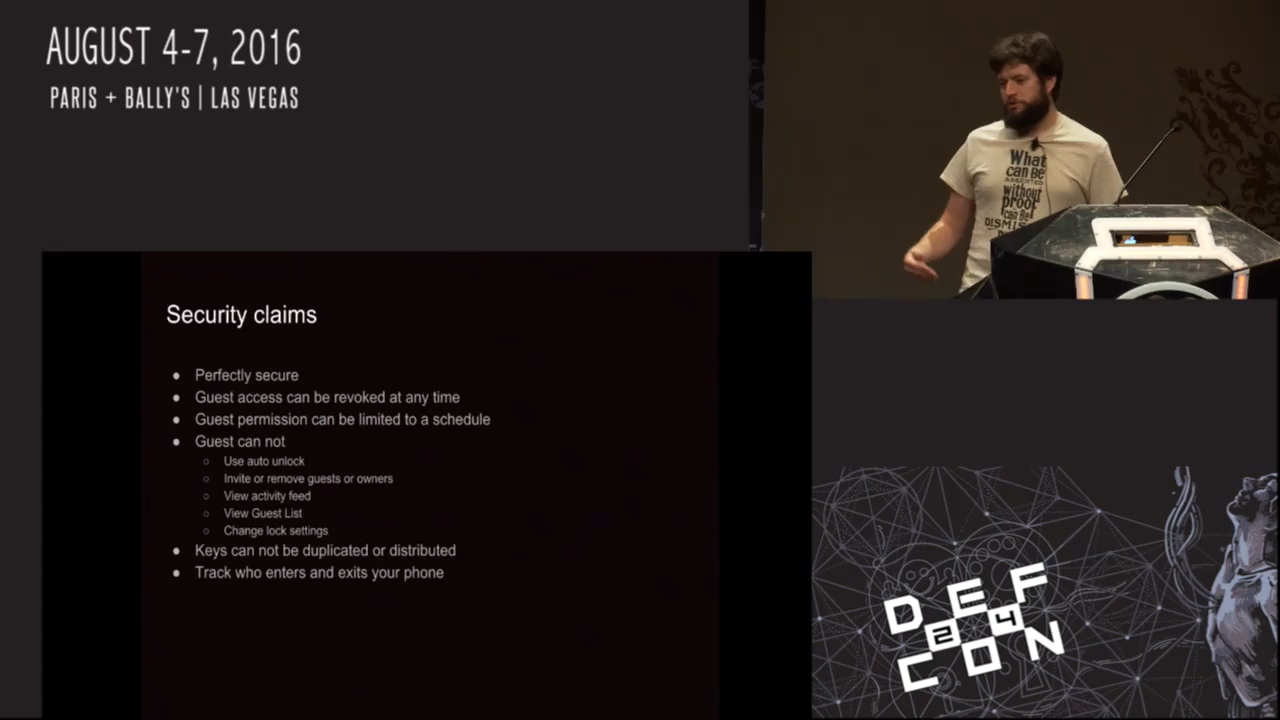 AUGUST 4-7, 2016
PARIS + BALLY'S | LAS VEGAS
What
can BE
ASSERTED
without
proof
can BE
Security claims
Perfectly secure
Guest access can be revoked at any time
Guest permission can be limited to a schedule
Guest can not
Use auto unlock
Invite or remove guests or owners
View activity feed
View Guest List
Change lock settings
Keys can not be duplicated or distributed
Track who enters and exits your phone
DEF
24
CON